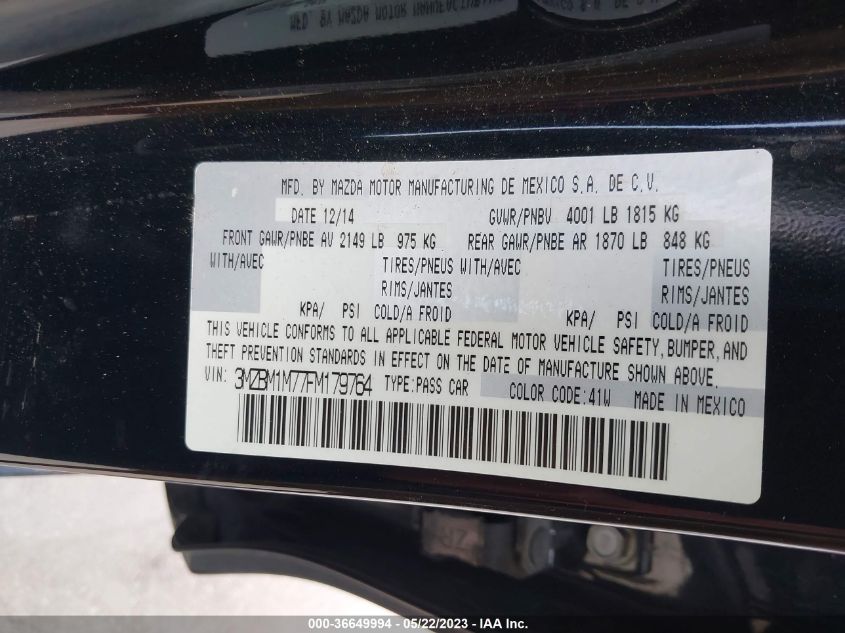 MFD. BY MAZDA MOTOR MANUFACTURING
MFD. BY MAZDA MOTOR MANUFACTURING DE MEXICO S.A. DE C.V.
DATE 12/14 GVWR/PNBV 4001 LB 1815 KG
FRONT GAWR/PNBE AV 2149 LB 975 KG REAR GAWR/PNBE AR 1870 LB 848 KG
WITH/AVEC TIRES/PNEUS WITH/AVEC TIRES/PNEUS
RIMS/JANTES RIMS/JANTES
KPA/ PSI COLD/A FROID KPA/ PSI COLD/A FROID
THIS VEHICLE CONFORMS TO ALL APPLICABLE FEDERAL MOTOR VEHICLE SAFETY, BUMPER, AND
THEFT PREVENTION STANDARDS IN EFFECT ON THE DATE OF MANUFACTURE SHOWN ABOVE.
VIN: 3MZBM1M77FM179764 TYPE:PASS CAR COLOR CODE:41W MADE IN MEXICO
000-36649994 - 05/22/2023 - IAA Inc.